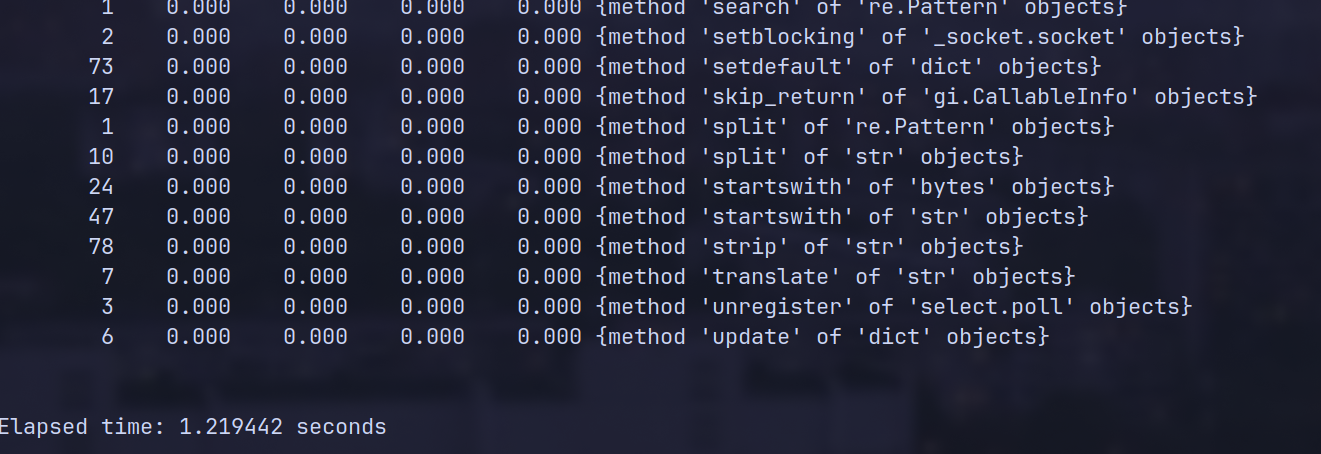 1    0.000    0.000    0.000    0.000 {method 'search' of 're.Pattern' objects}
2    0.000    0.000    0.000    0.000 {method 'setblocking' of '_socket.socket' objects}
73    0.000    0.000    0.000    0.000 {method 'setdefault' of 'dict' objects}
17    0.000    0.000    0.000    0.000 {method 'skip_return' of 'gi.CallableInfo' objects}
1    0.000    0.000    0.000    0.000 {method 'split' of 're.Pattern' objects}
10    0.000    0.000    0.000    0.000 {method 'split' of 'str' objects}
24    0.000    0.000    0.000    0.000 {method 'startswith' of 'bytes' objects}
47    0.000    0.000    0.000    0.000 {method 'startswith' of 'str' objects}
78    0.000    0.000    0.000    0.000 {method 'strip' of 'str' objects}
7    0.000    0.000    0.000    0.000 {method 'translate' of 'str' objects}
3    0.000    0.000    0.000    0.000 {method 'unregister' of 'select.poll' objects}
6    0.000    0.000    0.000    0.000 {method 'update' of 'dict' objects}
Elapsed time: 1.219442 seconds